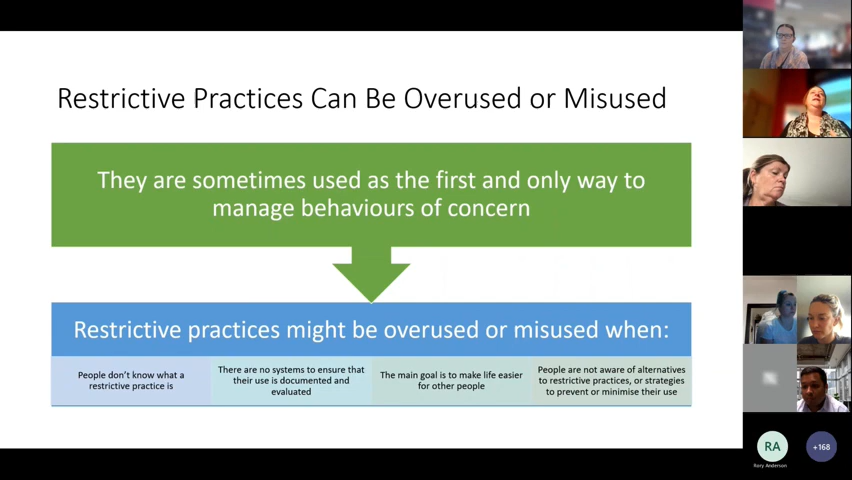 Restrictive Practices Can Be Overused or Misused
They are sometimes used as the first and only way to
manage behaviours of concern
Restrictive practices might be overused or misused when:
People don’t know what a
restrictive practice is
There are no systems to ensure that
their use is documented and
evaluated
The main goal is to make life easier
for other people
People are not aware of alternatives
to restrictive practices, or strategies
to prevent or minimise their use
RA
Rory Anderson
+168